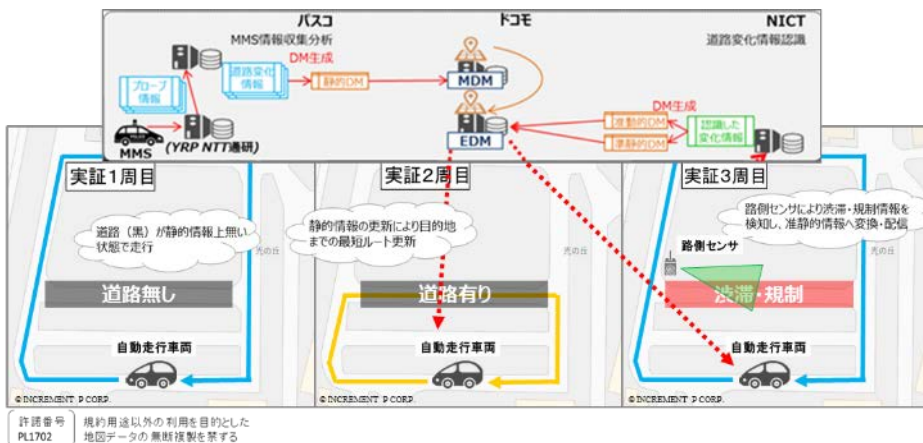 パスコ
MMS情報収集分析
ドコモ
NICT
道路変化情報認識
DM生成
プローブ
情報
道路変化
情報
静的DM
MDM
DM生成
准動的DM
準静的DM
認識した
変化情報
EDM
MMS
(YRP NTT通研)
実証1周目
道路（黒）が静的情報上無い
状態で走行
光の丘
道路無し
自動走行車両
©INCREMENT P CORP.
実証2周目
静的情報の更新により目的地
までの最短ルート更新
光の丘
道路有り
自動走行車両
©INCREMENT P CORP.
実証3周目
路側センサにより渋滞・規制情報を
検知し、准静的情報へ変換・配信
路側センサ
光の丘
渋滞・規制
自動走行車両
©INCREMENT P CORP.
許諾番号
PL1702
規約用途以外の利用を目的とした
地図データの無断複製を禁する